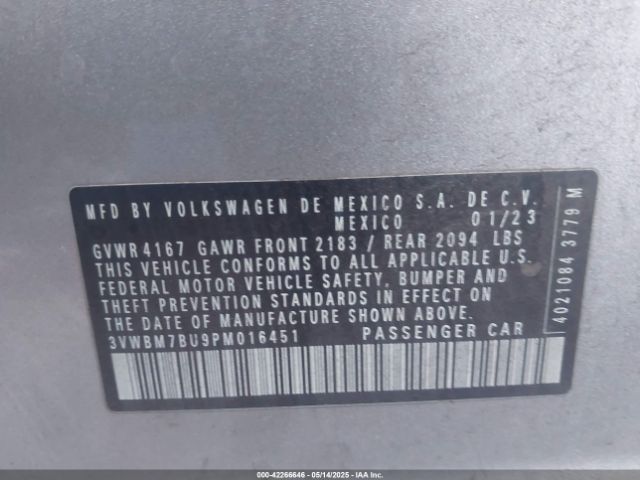 MFD BY VOLKSWAGEN DE MEXICO S.A. DE C.V.
MEXICO 01/23
GVWR 4167 GAWR FRONT 2183 / REAR 2094 LBS
THIS VEHICLE CONFORMS TO ALL APPLICABLE U.S.
FEDERAL MOTOR VEHICLE SAFETY, BUMPER AND
THEFT PREVENTION STANDARDS IN EFFECT ON
THE DATE OF MANUFACTURE SHOWN ABOVE.
3VWBM7BU9PM016451 PASSENGER CAR
4021084 3779 M
000-42266646 - 05/14/2025 - IAA Inc.